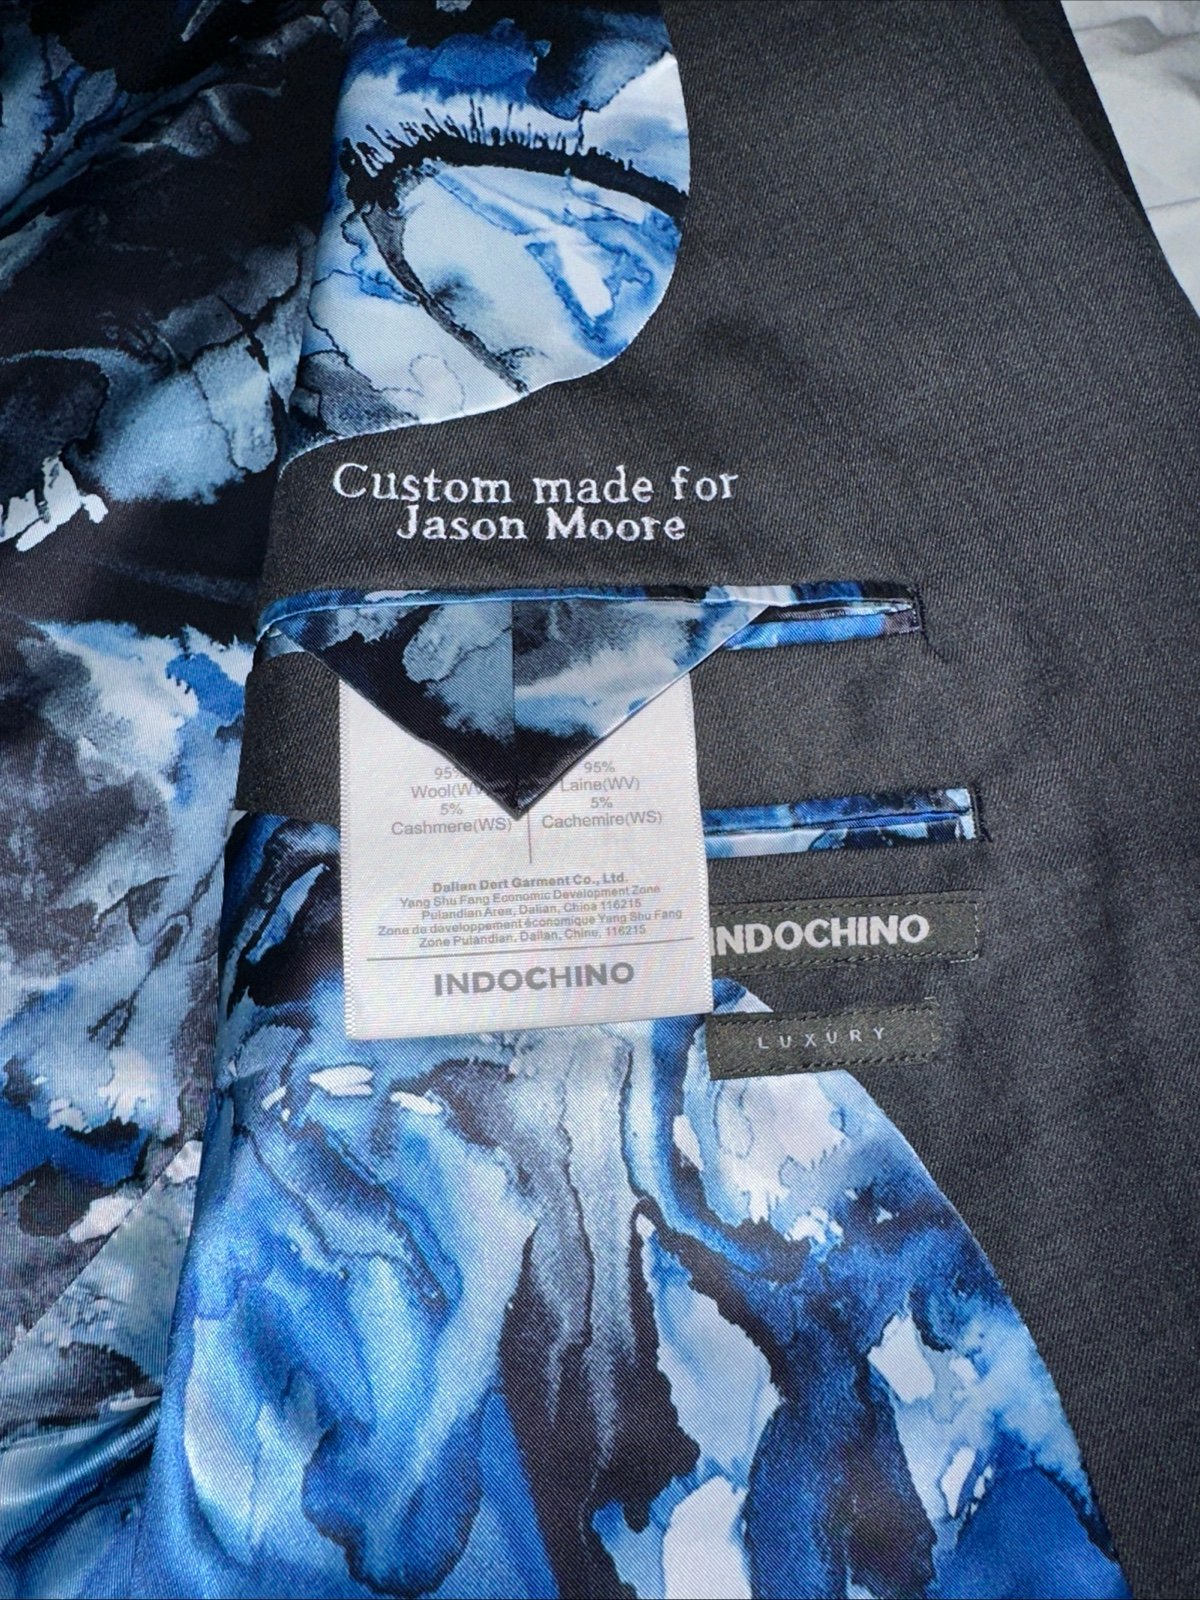 Custom made for
Jason Moore
95% 95%
Wool(WV Laine(WV)
5% 5%
Cashmere(WS) Cachemire(WS)
Dalian Dert Garment Co., Ltd.
Yang Shu Fang Economic Development Zone
Pulandian Area, Dalian, China 116215
Zone de développement économique Yang Shu Fang
Zone Pulandian, Dalian, Chine, 116215
INDOCHINO
INDOCHINO
LUXURY